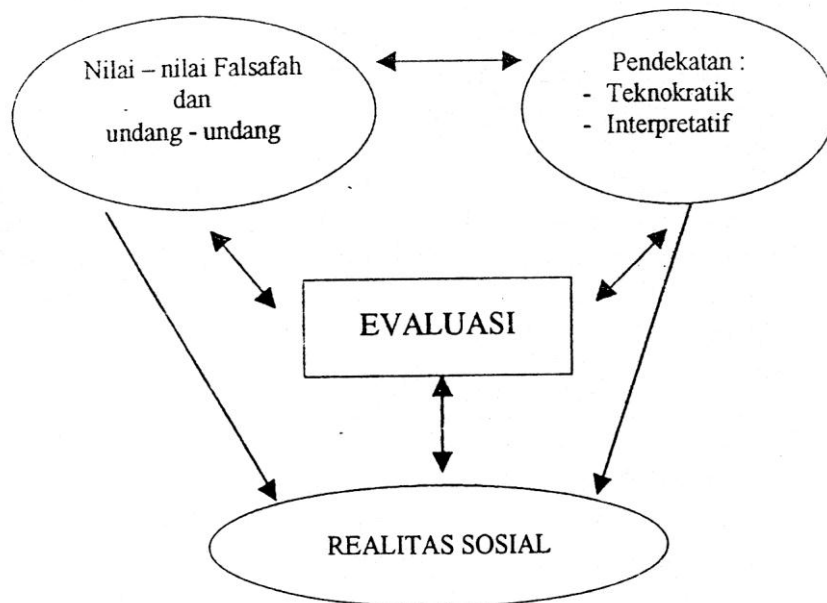 Nilai – nilai Falsafah
dan
undang - undang
Pendekatan :
- Teknokratik
- Interpretatif
EVALUASI
REALITAS SOSIAL